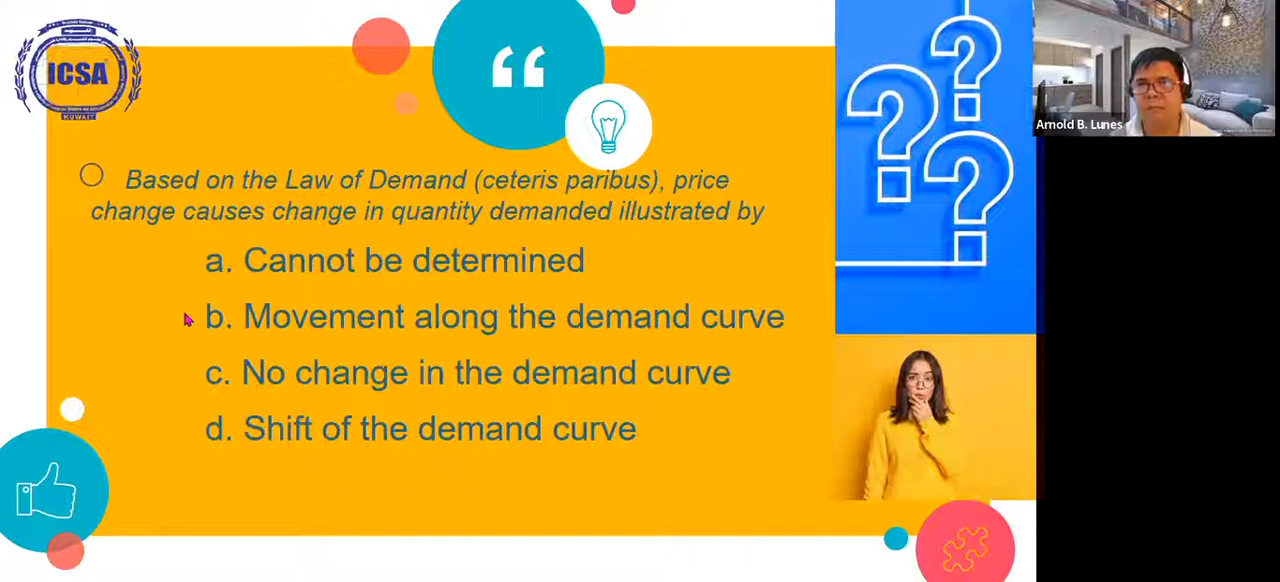 ICSA
KUWAIT
Arnold B. Lunes
Based on the Law of Demand (ceteris paribus), price
change causes change in quantity demanded illustrated by
a. Cannot be determined
b. Movement along the demand curve
c. No change in the demand curve
d. Shift of the demand curve